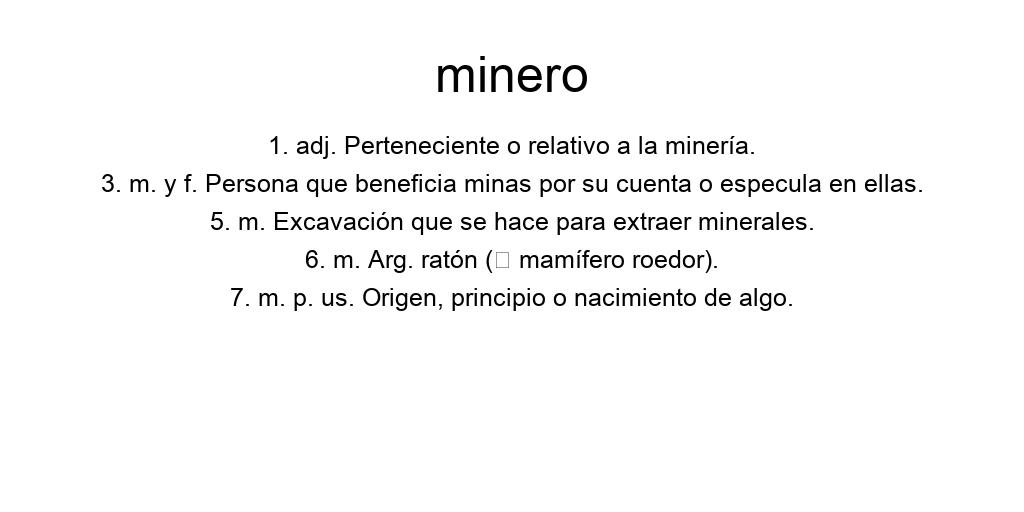 minero
1. adj. Perteneciente o relativo a la minería.
3. m. y f. Persona que beneficia minas por su cuenta o especula en ellas.
5. m. Excavación que se hace para extraer minerales.
6. m. Arg. ratón (□ mamífero roedor).
7. m. p. us. Origen, principio o nacimiento de algo.